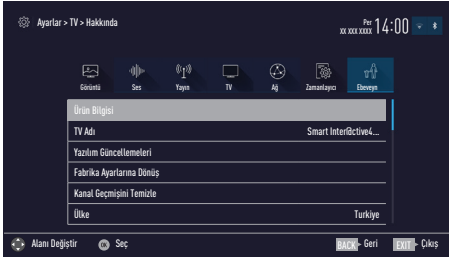 Ayarlar > TV > Hakkında
Per
xx xxx xxxx 14:00
Görüntü Ses Yayın TV Ağ Zamanlayıcı Ebeveyn
Ürün Bilgisi
TV Adı Smart Inter@ctive4...
Yazılım Güncellemeleri
Fabrika Ayarlarına Dönüş
Kanal Geçmişini Temizle
Ülke Turkiye
Alanı Değiştir OK Seç BACK Geri EXIT Çıkış